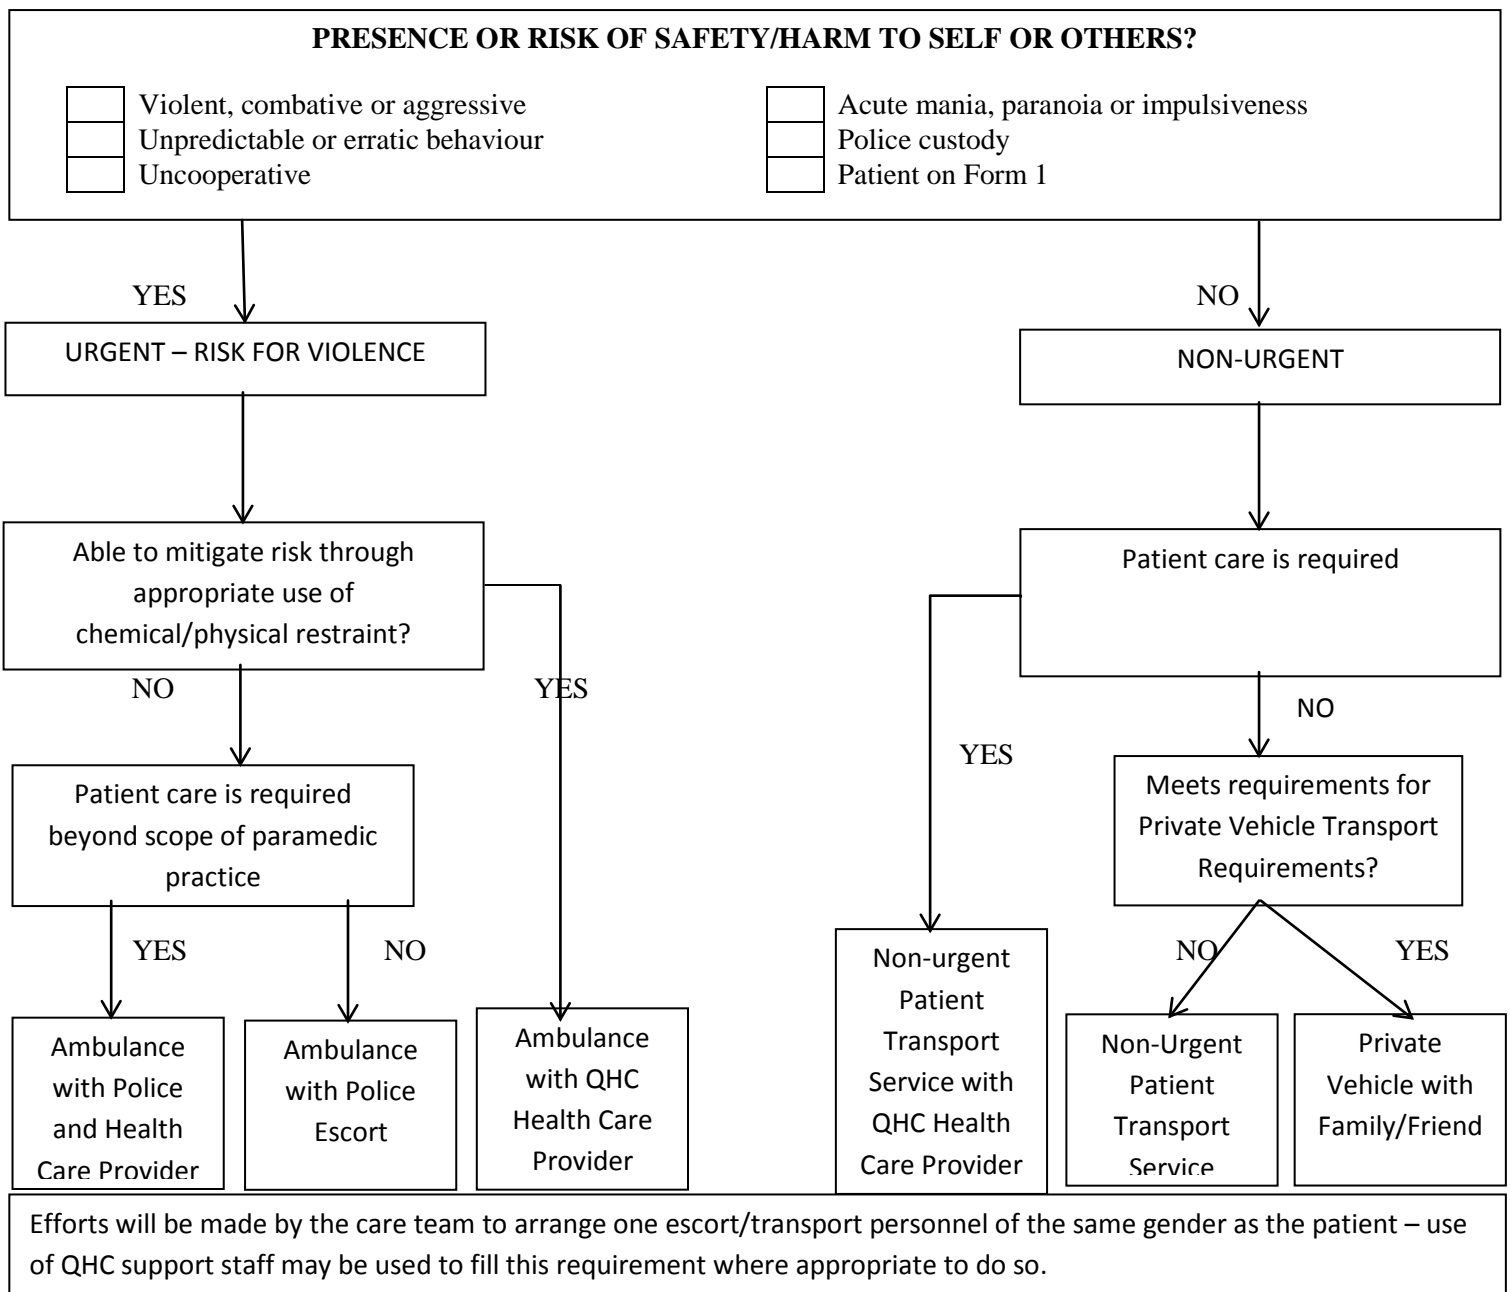 PRESENCE OR RISK OF SAFETY/HARM TO SELF OR OTHERS?
Violent, combative or aggressive
Unpredictable or erratic behaviour
Uncooperative
Acute mania, paranoia or impulsiveness
Police custody
Patient on Form 1
YES
NO
URGENT – RISK FOR VIOLENCE
NON-URGENT
Able to mitigate risk through
appropriate use of
chemical/physical restraint?
Patient care is required
NO
YES
YES
NO
Patient care is required
beyond scope of paramedic
practice
Meets requirements for
Private Vehicle Transport
Requirements?
YES
NO
NO
YES
Ambulance
with Police
and Health
Care Provider
Ambulance
with Police
Escort
Ambulance
with QHC
Health Care
Provider
Non-urgent
Patient
Transport
Service with
QHC Health
Care Provider
Non-Urgent
Patient
Transport
Service
Private
Vehicle with
Family/Friend
Efforts will be made by the care team to arrange one escort/transport personnel of the same gender as the patient – use
of QHC support staff may be used to fill this requirement where appropriate to do so.